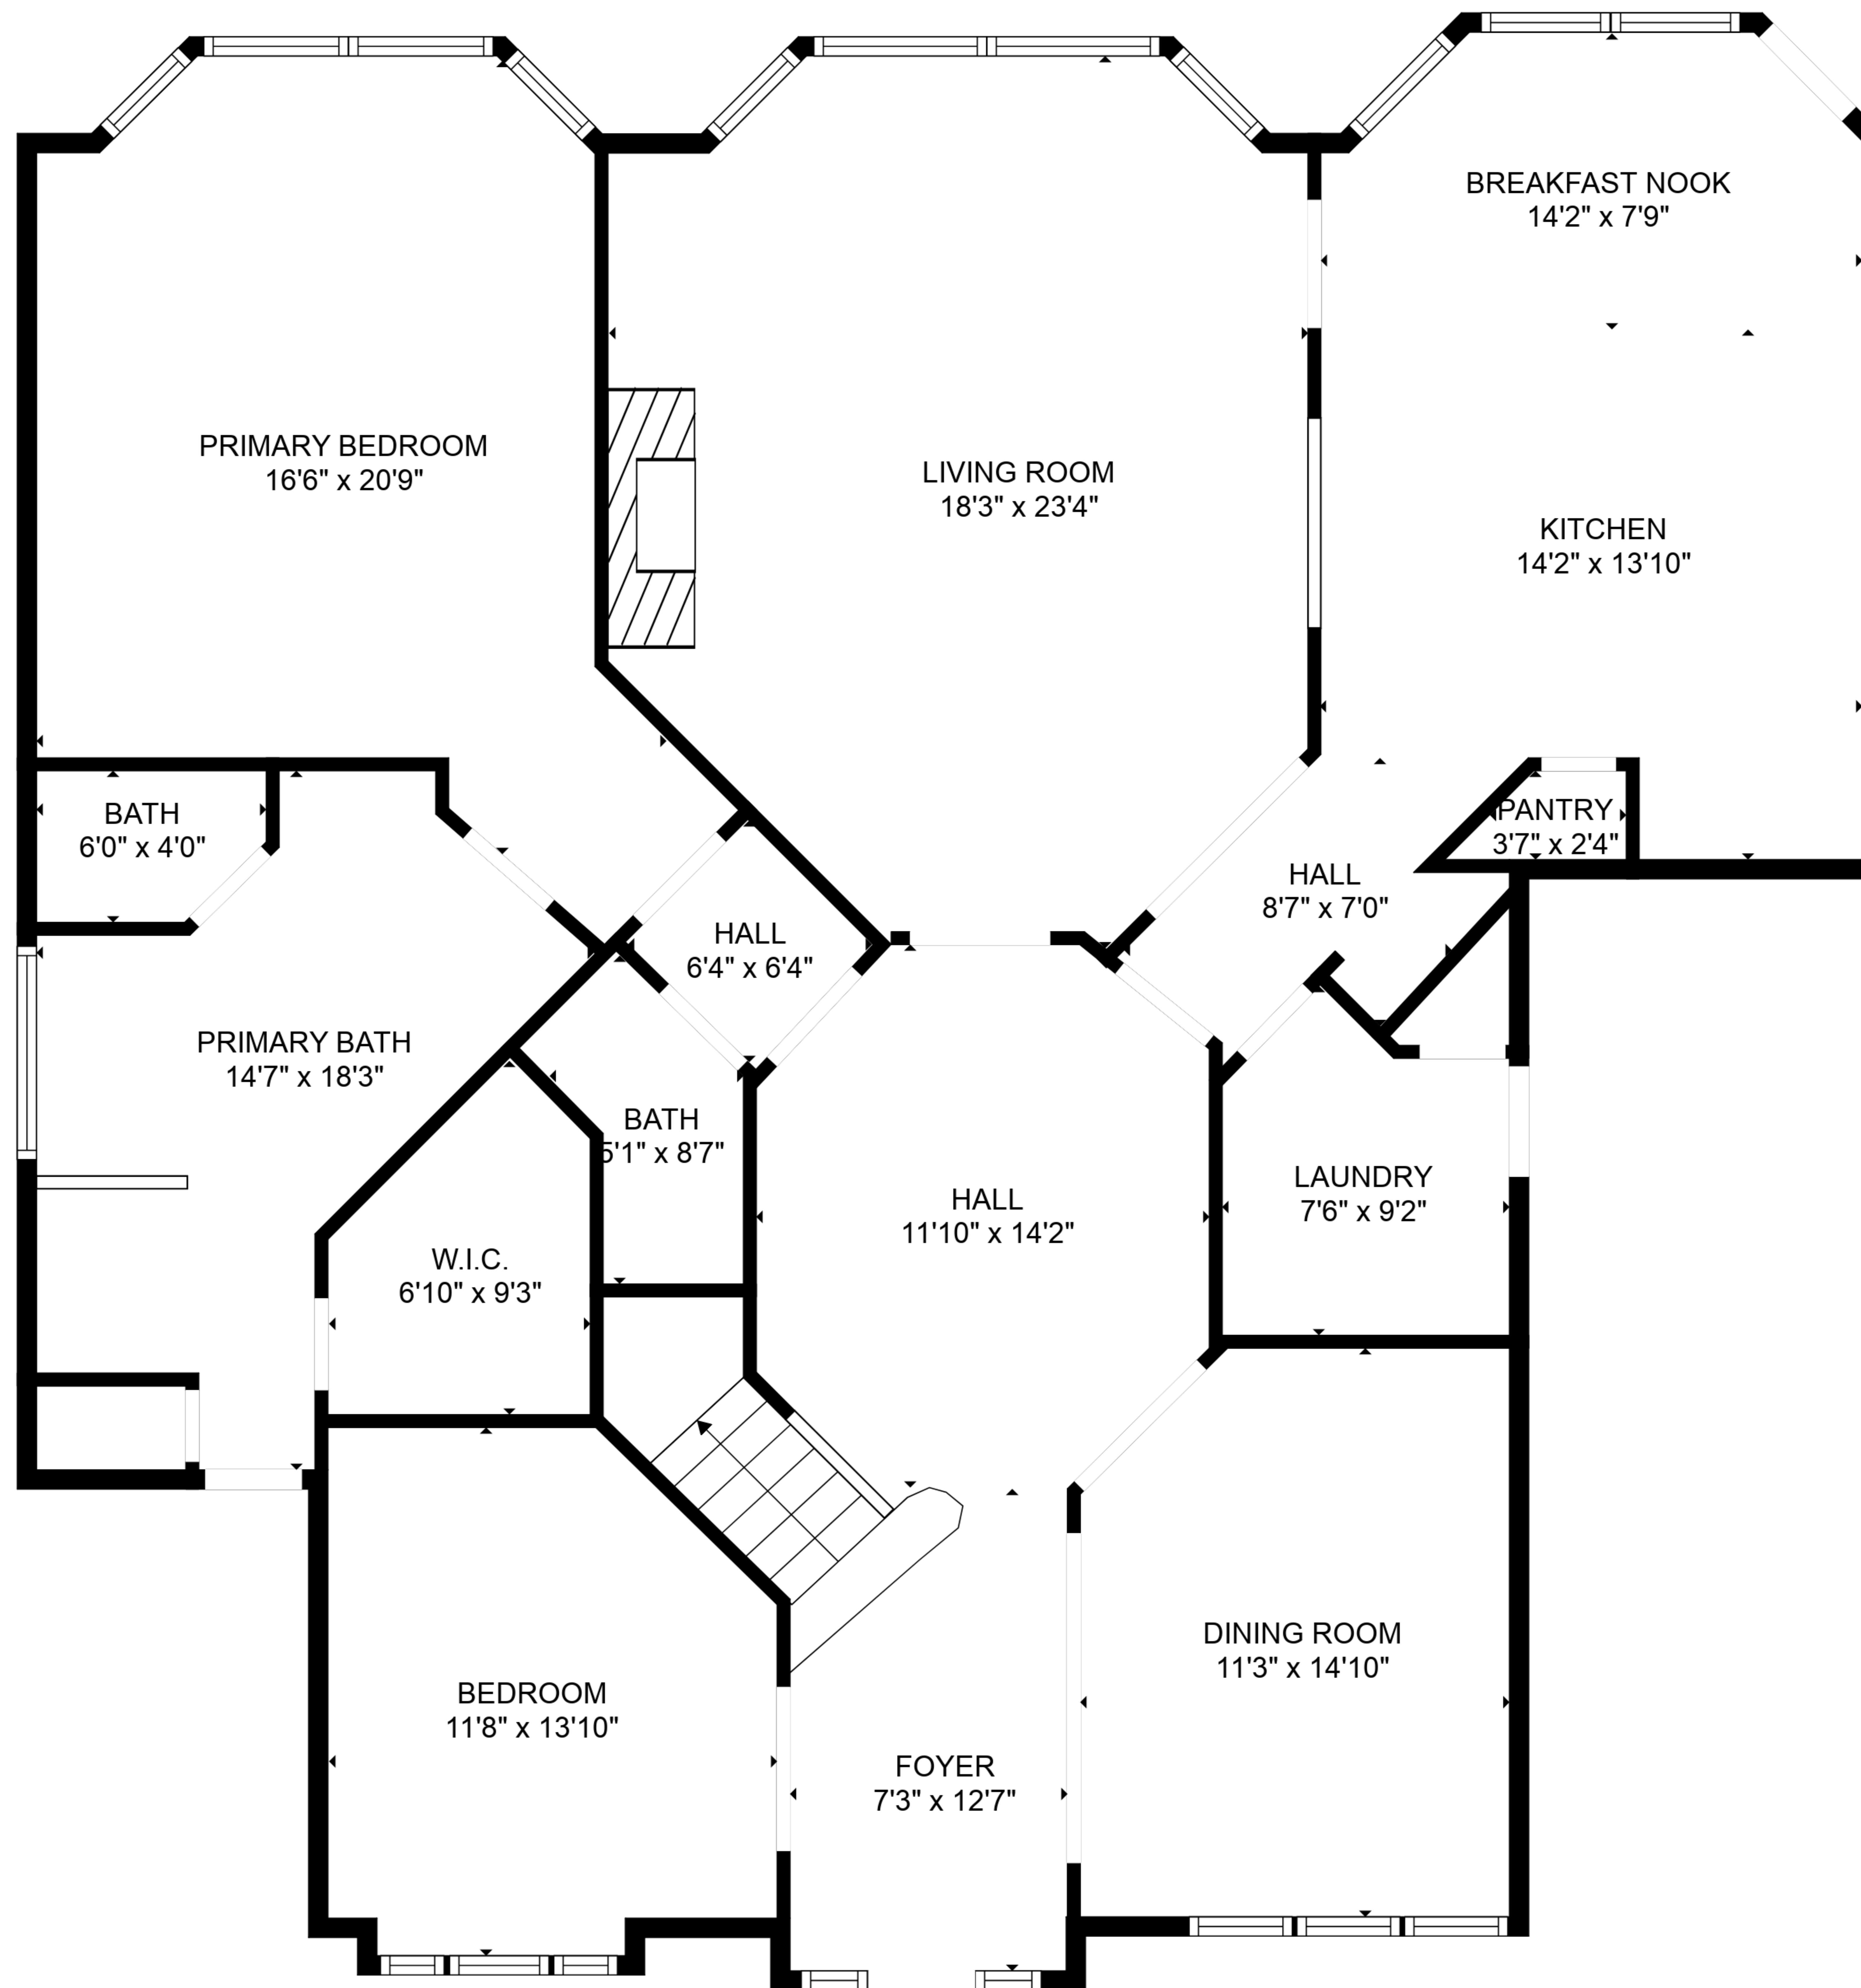 BREAKFAST NOOK
14'2" x 7'9"
PRIMARY BEDROOM
16'6" x 20'9"
LIVING ROOM
18'3" x 23'4"
KITCHEN
14'2" x 13'10"
BATH
6'0" x 4'0"
PANTRY
3'7" x 2'4"
HALL
8'7" x 7'0"
HALL
6'4" x 6'4"
PRIMARY BATH
14'7" x 18'3"
BATH
5'1" x 8'7"
LAUNDRY
7'6" x 9'2"
HALL
11'10" x 14'2"
W.I.C.
6'10" x 9'3"
DINING ROOM
11'3" x 14'10"
BEDROOM
11'8" x 13'10"
FOYER
7'3" x 12'7"